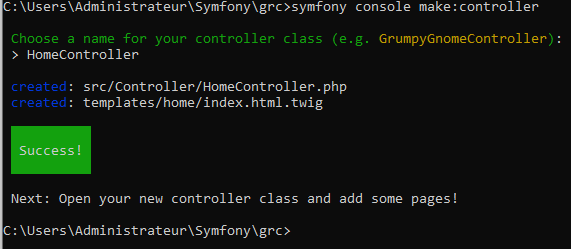 C:\Users\Administrateur\Symfony\grc>symfony console make:controller
Choose a name for your controller class (e.g. GrumpyGnomeController):
> HomeController
created: src/Controller/HomeController.php
created: templates/home/index.html.twig
Success!
Next: Open your new controller class and add some pages!
C:\Users\Administrateur\Symfony\grc>